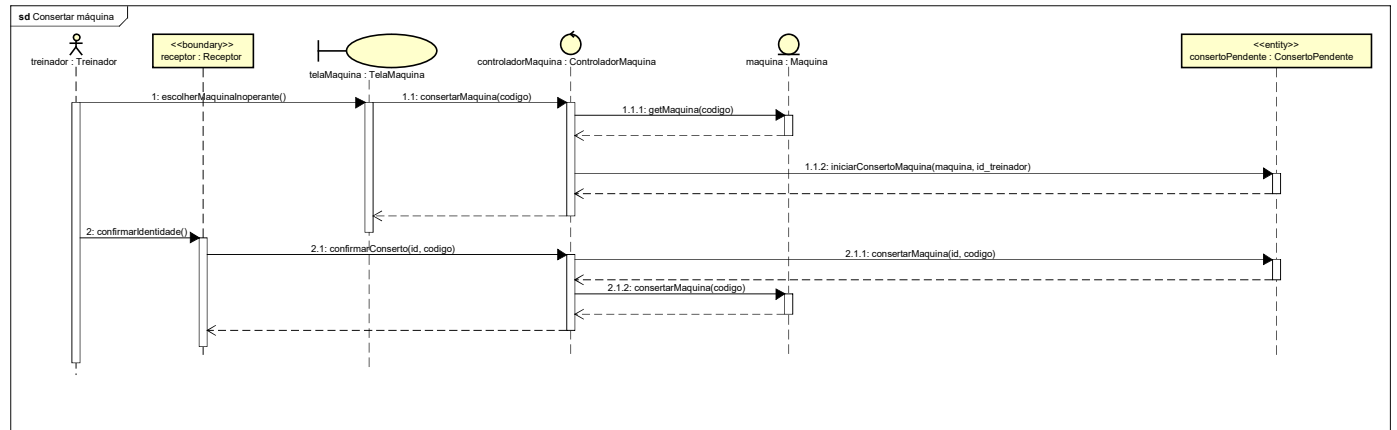 sd Consertar máquina
treinador : Treinador
<<boundary>>
receptor : Receptor
telaMaquina : TelaMaquina
controladorMaquina : ControladorMaquina
maquina : Maquina
<<entity>>
consertoPendente : ConsertoPendente
1: escolherMaquinaInoperante()
1.1: consertarMaquina(codigo)
1.1.1: getMaquina(codigo)
1.1.2: iniciarConsertoMaquina(maquina, id_treinador)
2: confirmarIdentidade()
2.1: confirmarConserto(id, codigo)
2.1.1: consertarMaquina(id, codigo)
2.1.2: consertarMaquina(codigo)